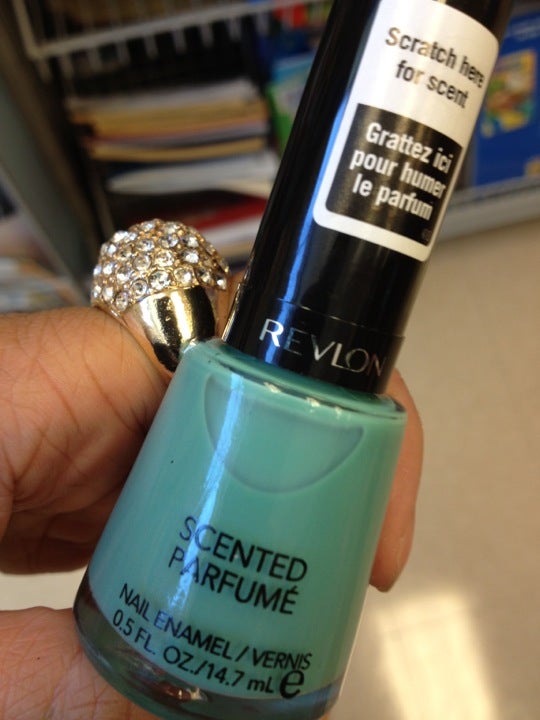 Scratch here
for scent
Grattez ici
pour humer
le parfum
REVLON
SCENTED
PARFUMÉ
NAIL ENAMEL/VERNIS
0.5 FL. OZ./14.7 mL e